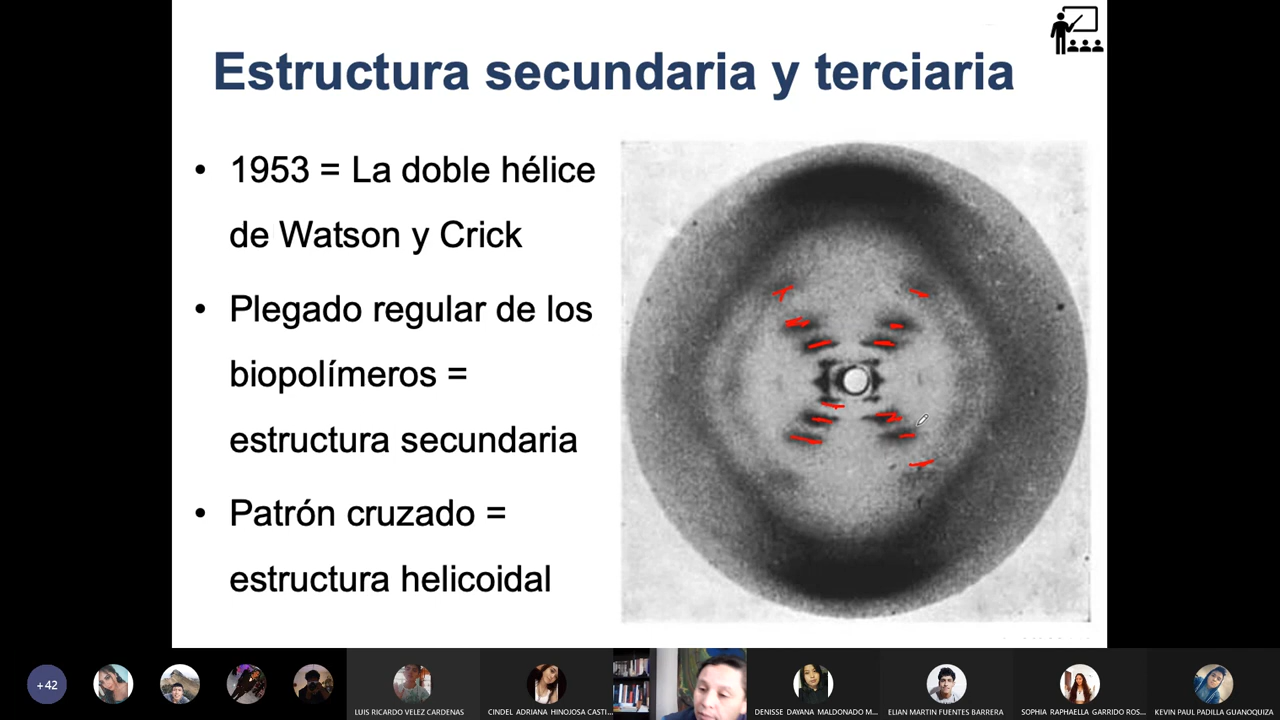 Estructura secundaria y terciaria
• 1953 = La doble hélice
de Watson y Crick
• Plegado regular de los
biopolímeros =
estructura secundaria
• Patrón cruzado =
estructura helicoidal
+42
LUIS RICARDO VELEZ CARDENAS
CINDEL ADRIANA HINOJOSA CASTI...
DENISSE DAYANA MALDONADO M...
ELIAN MARTIN FUENTES BARRERA
SOPHIA RAPHAELLA GARRIDO ROS...
KEVIN PAUL PADILLA GUANOQUIZA